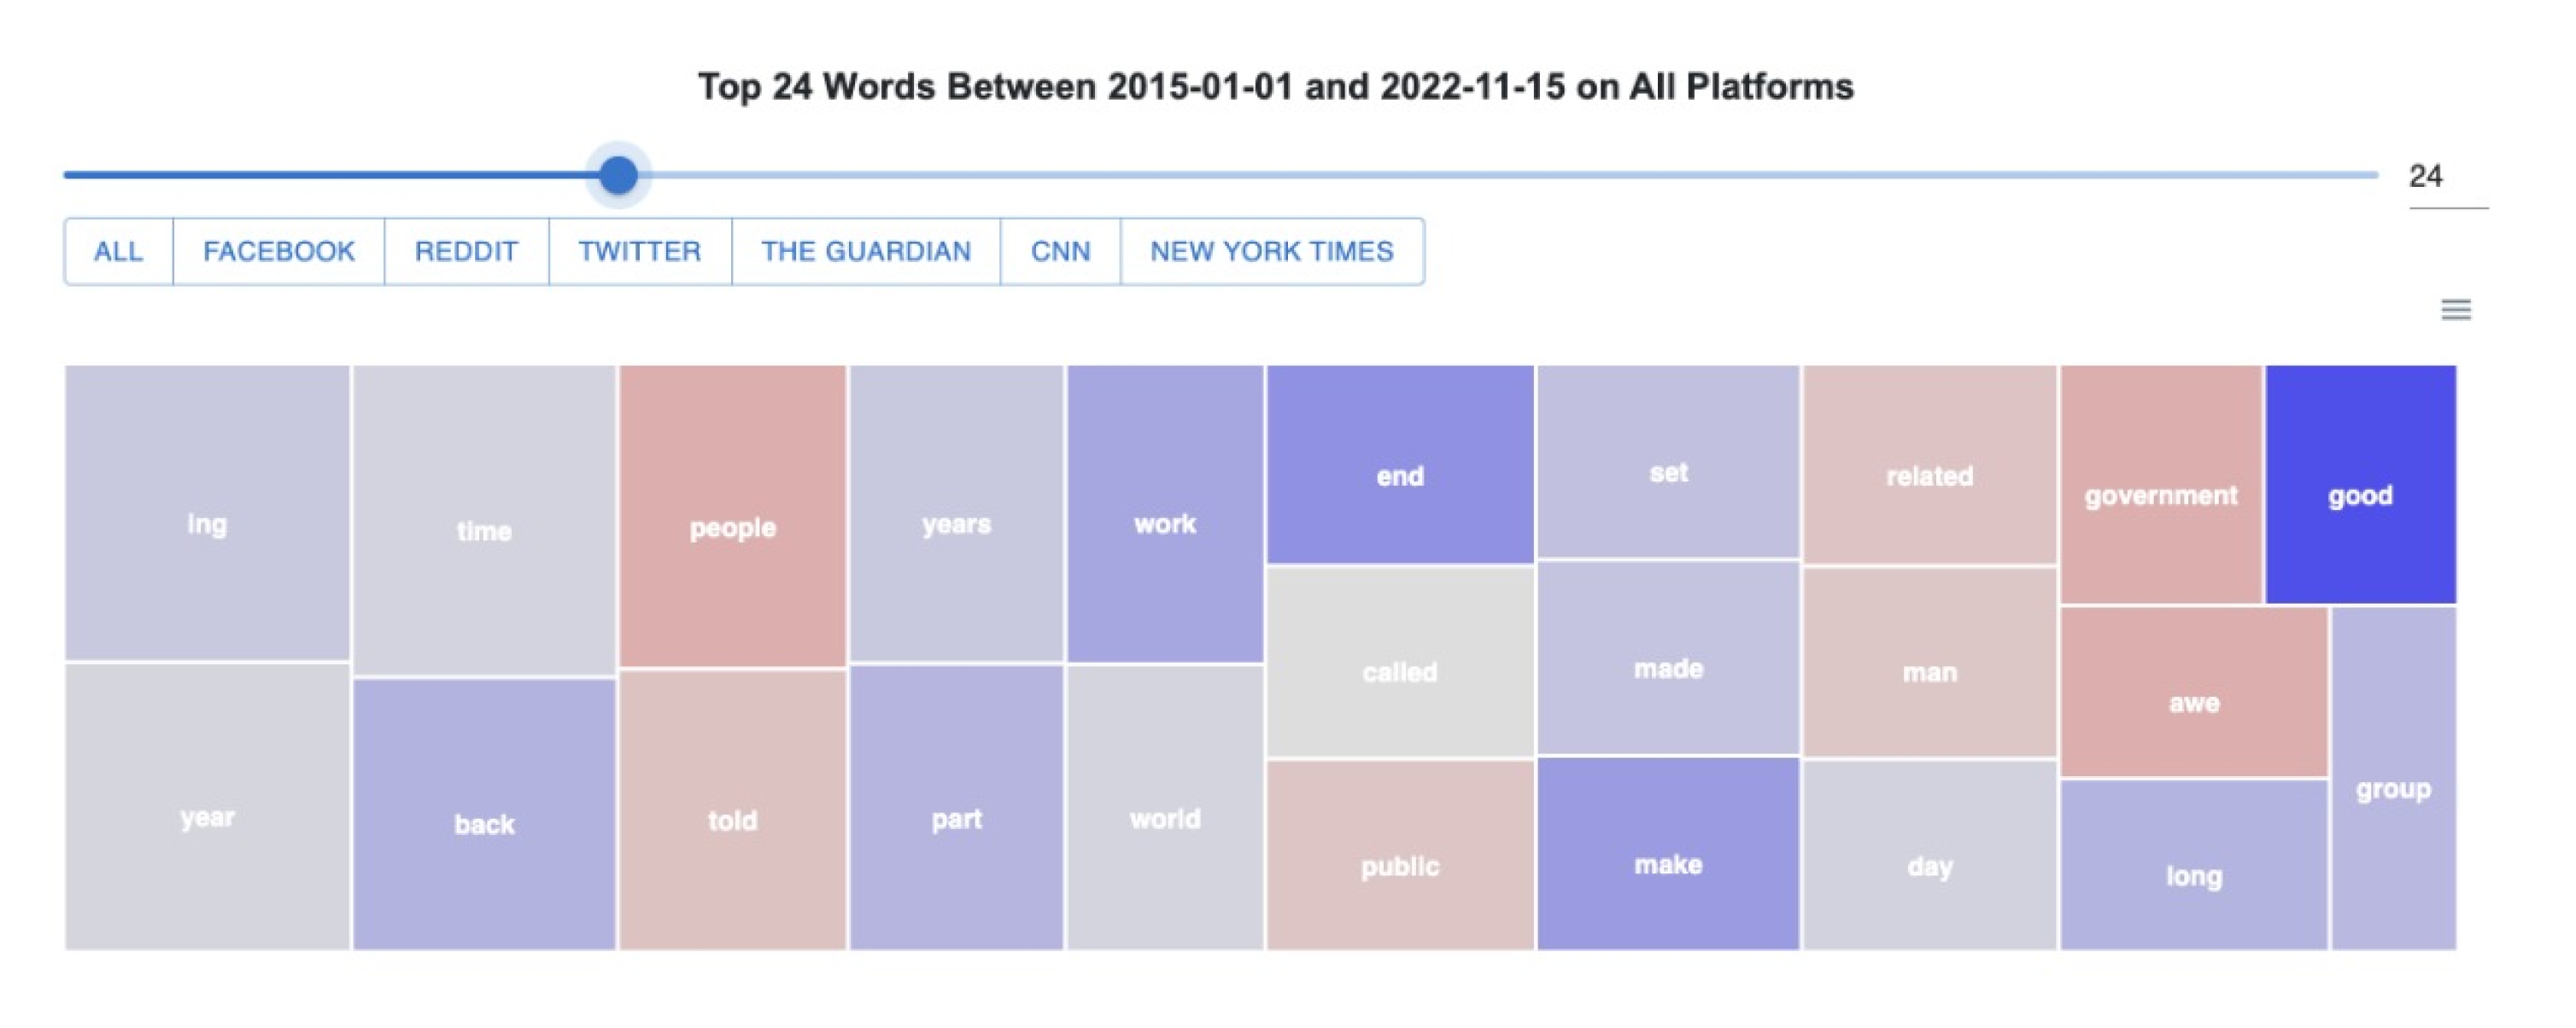 Top 24 Words Between 2015-01-01 and 2022-11-15 on All Platforms
24
ALL FACEBOOK REDDIT TWITTER THE GUARDIAN CNN NEW YORK TIMES
ing
time
people
years
work
end
set
related
government
good
called
made
man
awe
group
year
back
told
part
world
public
make
day
long